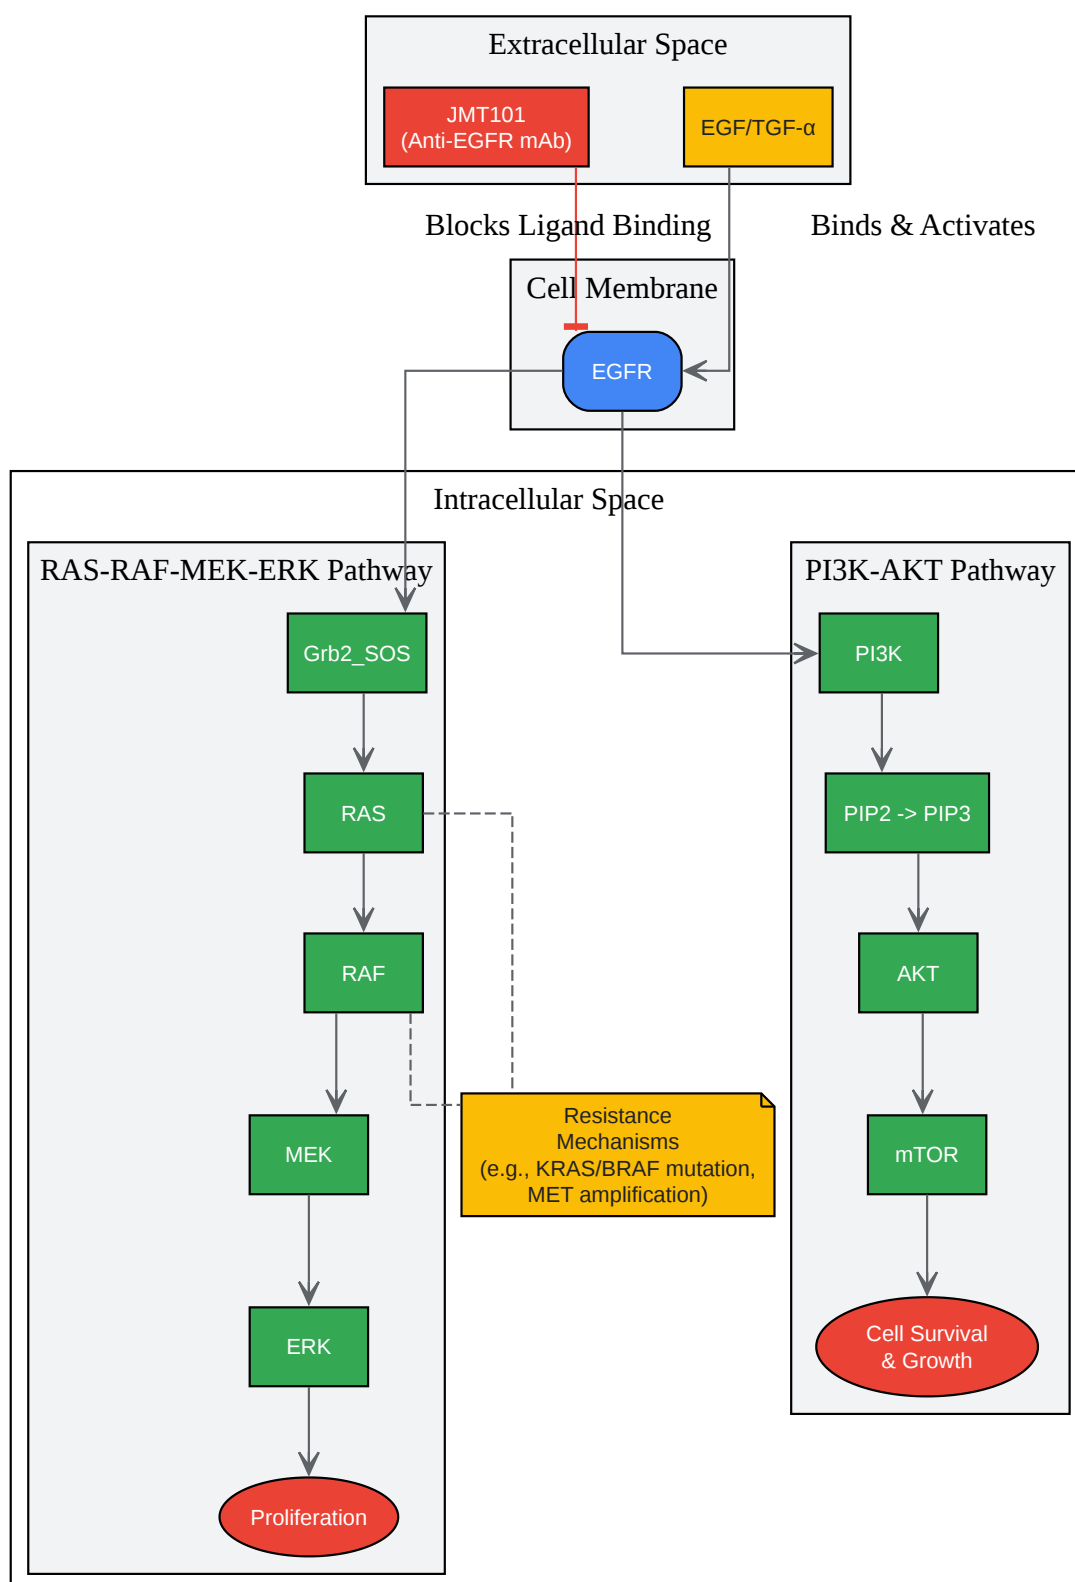 Extracellular Space
JMT101
(Anti-EGFR mAb)
EGF/TGF-α
Blocks Ligand Binding
Binds & Activates
Cell Membrane
EGFR
Intracellular Space
RAS-RAF-MEK-ERK Pathway
PI3K-AKT Pathway
Grb2_SOS
PI3K
RAS
PIP2 -> PIP3
RAF
AKT
Resistance
Mechanisms
(e.g., KRAS/BRAF mutation,
MET amplification)
MEK
mTOR
ERK
Cell Survival
& Growth
Proliferation